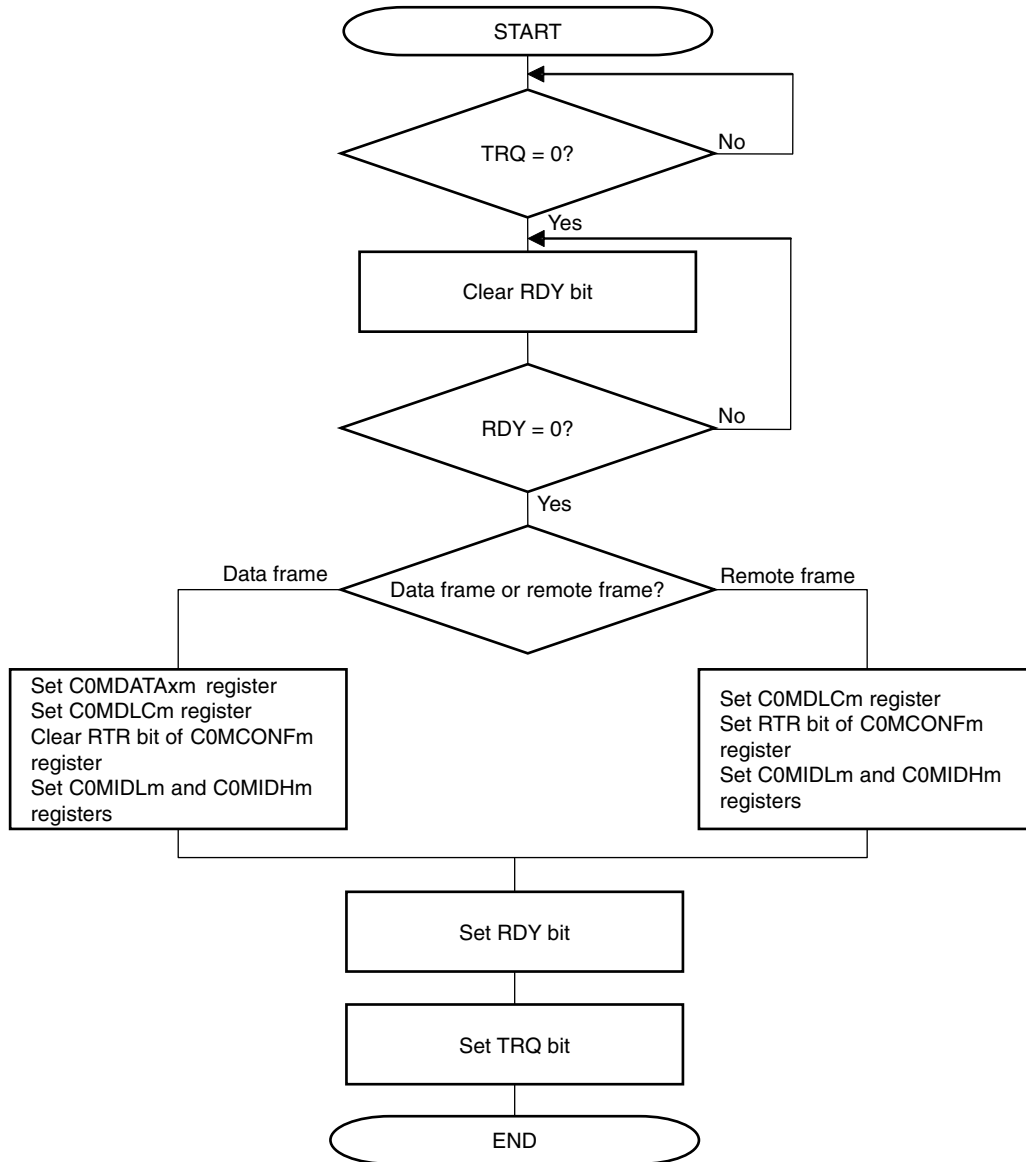 START
TRQ = 0?
No
Yes
Clear RDY bit
RDY = 0?
No
Yes
Data frame
Data frame or remote frame?
Remote frame
Set C0MDATAxm register
Set C0MDLCm register
Clear RTR bit of C0MCONFm
register
Set C0MIDLm and C0MIDHm
registers
Set C0MDLCm register
Set RTR bit of C0MCONFm
register
Set C0MIDLm and C0MIDHm
registers
Set RDY bit
Set TRQ bit
END